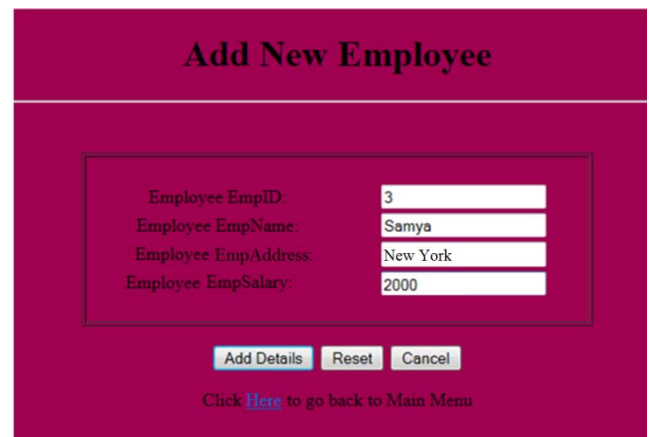 Add New Employee
Employee EmpID: 3
Employee EmpName: Samya
Employee EmpAddress: New York
Employee EmpSalary: 2000
Add Details Reset Cancel
Click Here to go back to Main Menu